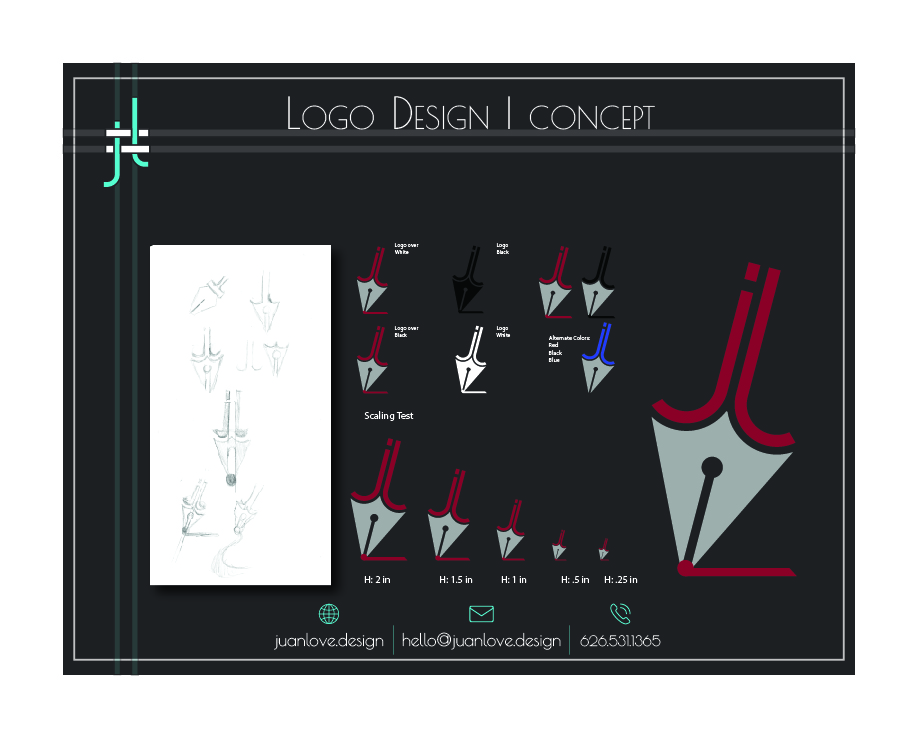 Logo Design | concept
jl
Logo over
White
Logo
Black
Logo over
Black
Logo
White
Alternate Colors:
Red
Black
Blue
Scaling Test
H: 2 in
H: 1.5 in
H: 1 in
H: .5 in
H: .25 in
juanlove.design
hello@juanlove.design
626.531.1365